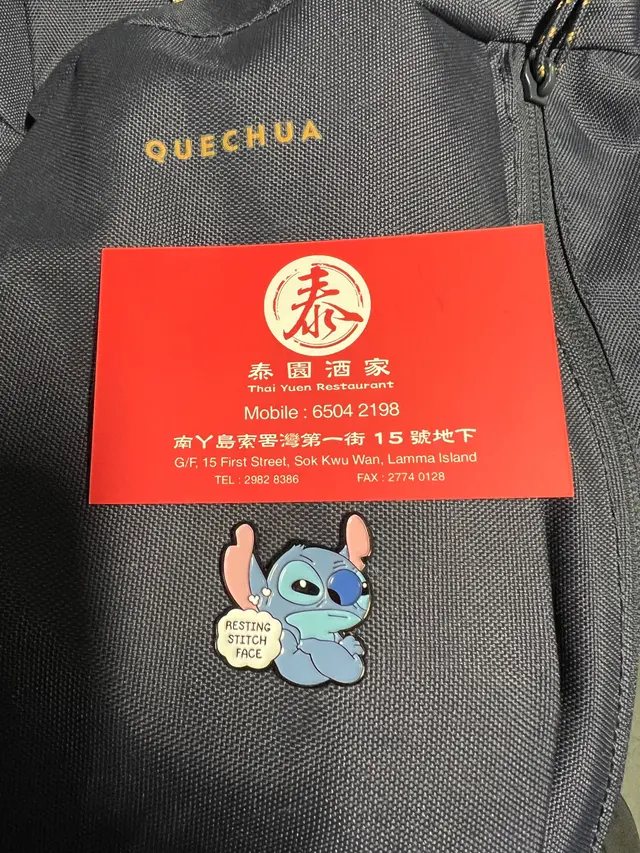 QUECHUA
泰
泰園酒家
Thai Yuen Restaurant
Mobile : 6504 2198
南丫島索罟灣第一街 15 號地下
G/F, 15 First Street, Sok Kwu Wan, Lamma Island
TEL : 2982 8386 FAX : 2774 0128
RESTING
STITCH
FACE